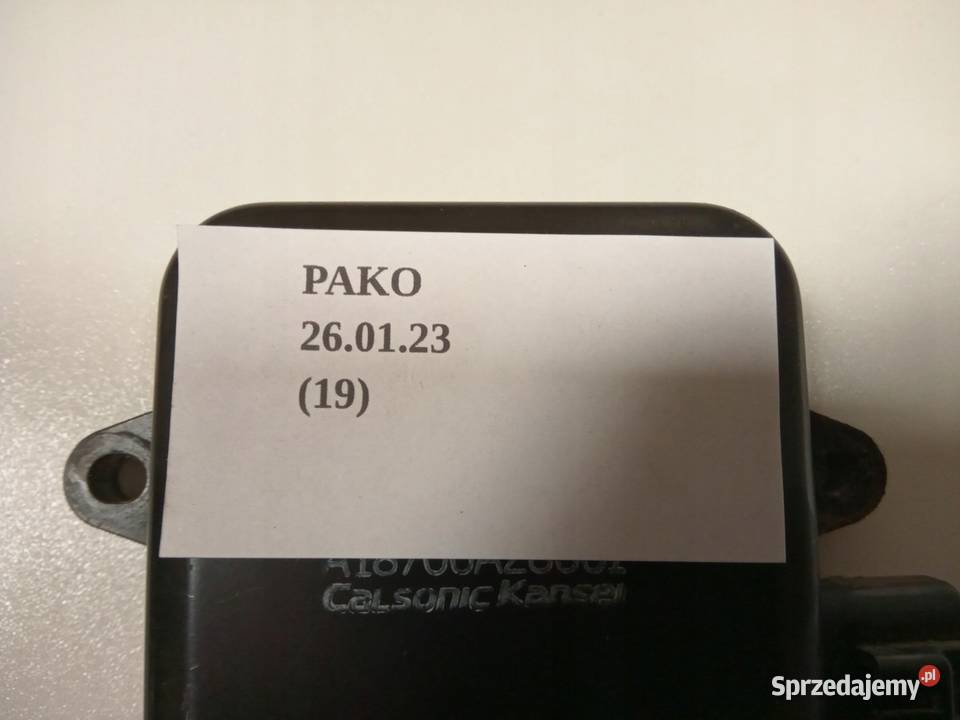 PAKO
26.01.23
(19)
CaLsonic Kansei
Sprzedajemy.pl